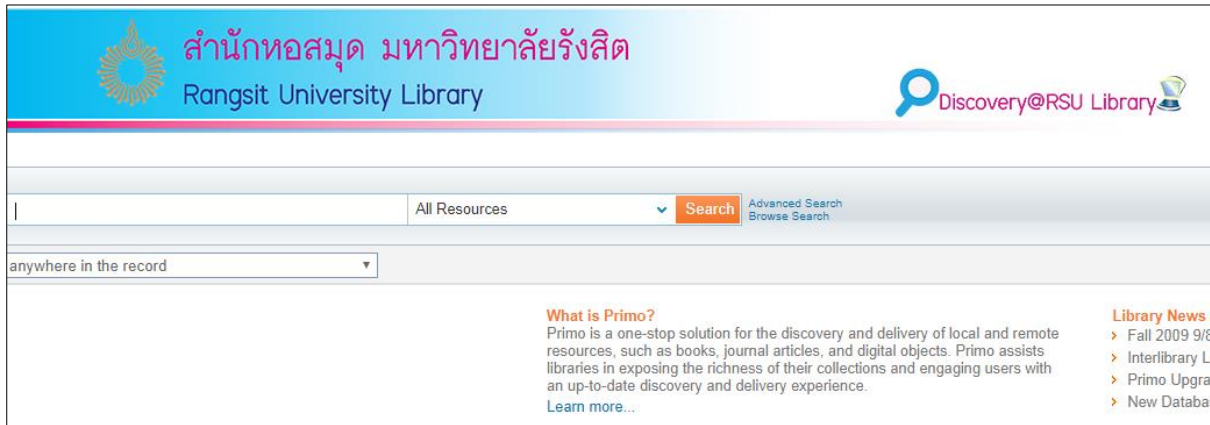 สำนักหอสมุด มหาวิทยาลัยรังสิต
Rangsit University Library
Discovery@RSU Library
All Resources
Search
Advanced Search
Browse Search
anywhere in the record
What is Primo?
Primo is a one-stop solution for the discovery and delivery of local and remote
resources, such as books, journal articles, and digital objects. Primo assists
libraries in exposing the richness of their collections and engaging users with
an up-to-date discovery and delivery experience.
Learn more...
Library News
Fall 2009 9/8
Interlibrary L
Primo Upgra
New Databa